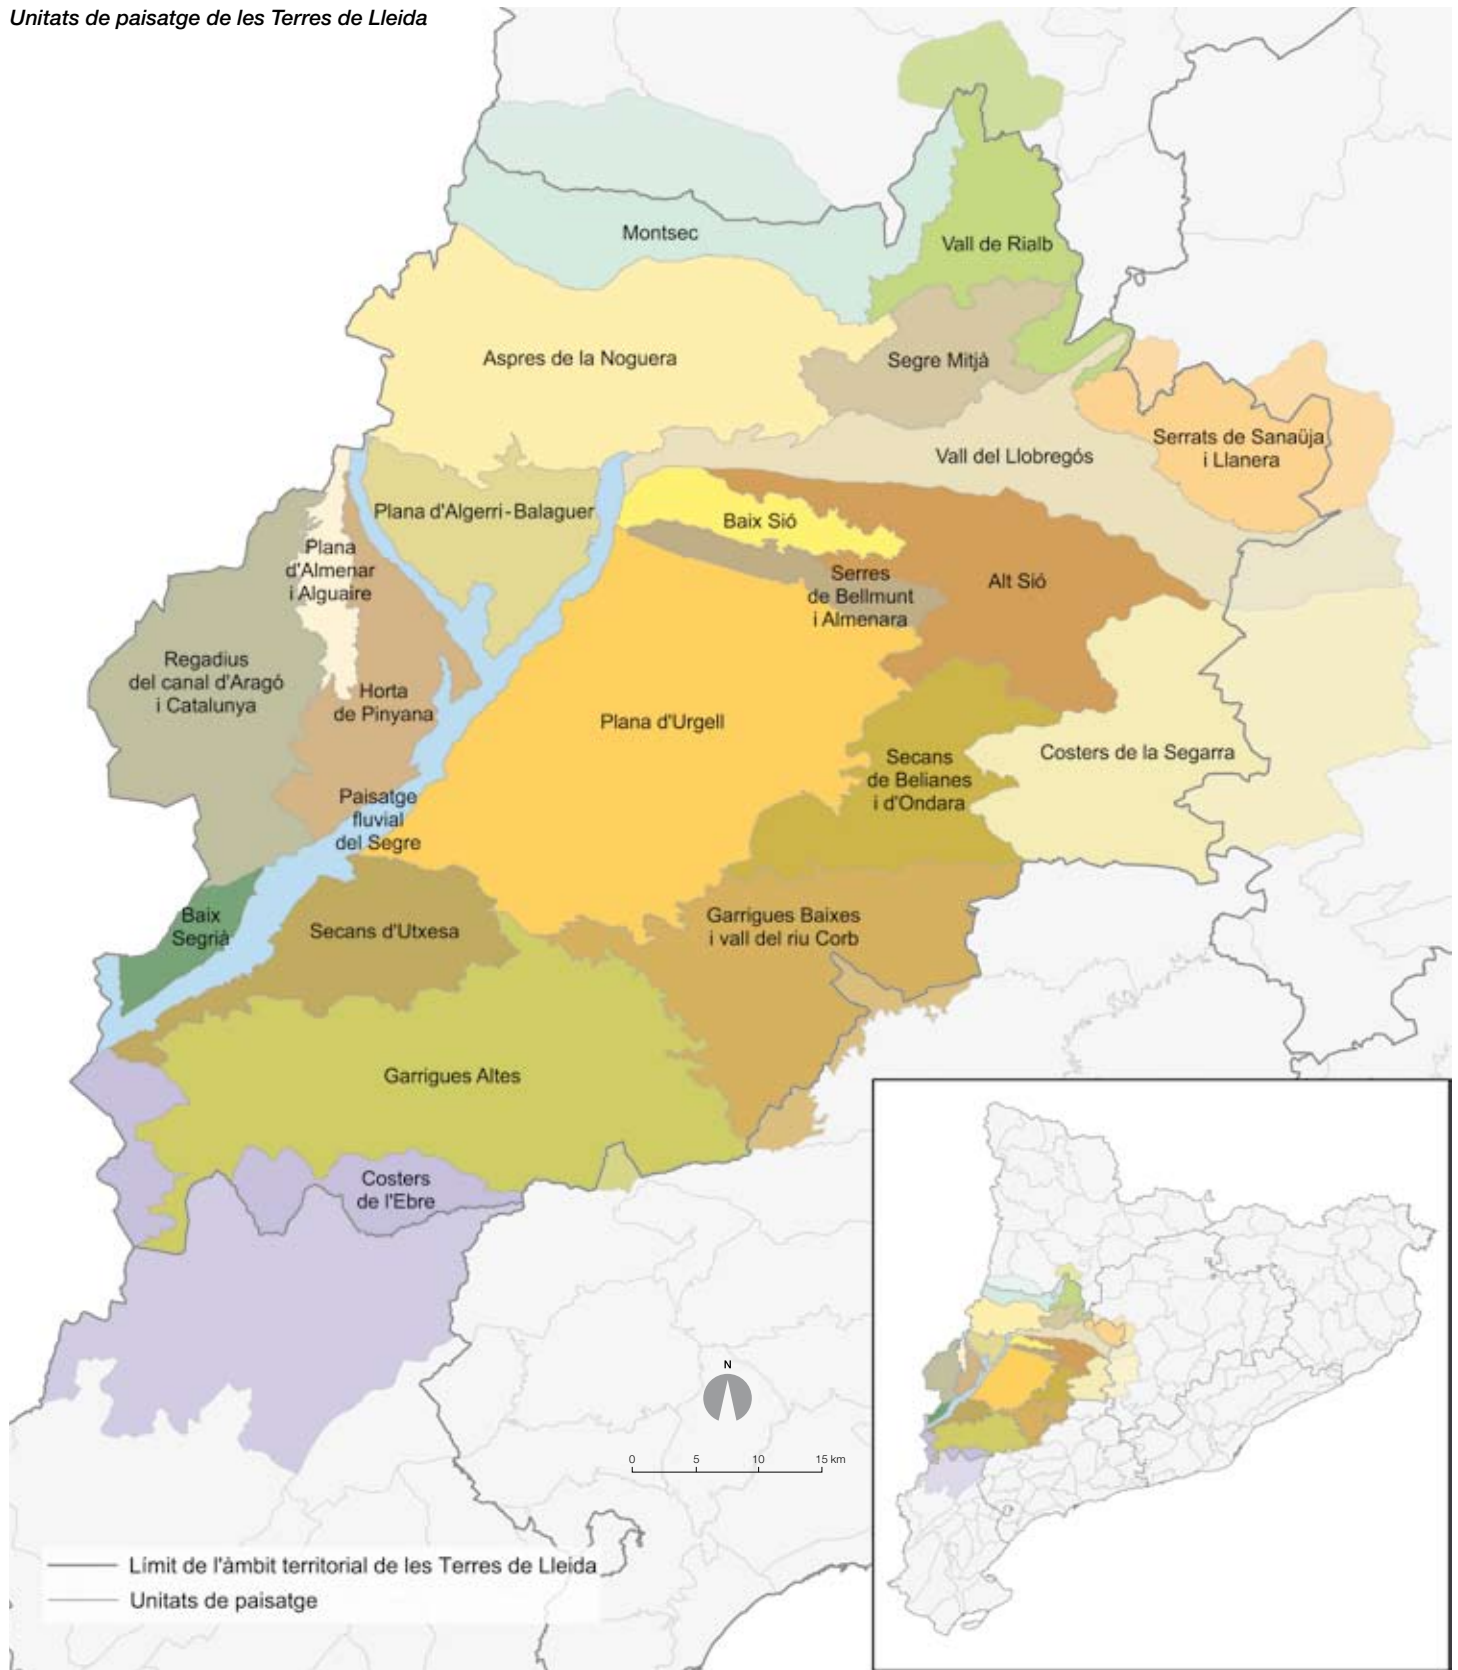 Unitats de paisatge de les Terres de Lleida
Montsec
Vall de Rialb
Aspres de la Noguera
Segre Mitjà
Serrats de Sanaüja
i Llanera
Vall del Llobregós
Plana d'Algerri-Balaguer
Baix Sió
Plana
d'Almenar
i Alguaire
Serres
de Bellmunt
i Almenara
Alt Sió
Regadius
del canal d'Aragó
i Catalunya
Horta
de Pinyana
Plana d'Urgell
Costers de la Segarra
Secans
de Belianes
i d'Ondara
Paisatge
fluvial
del Segre
Baix
Segrià
Secans d'Utxesa
Garrigues Baixes
i vall del riu Corb
Garrigues Altes
Costers
de l'Ebre
N
0 5 10 15 km
Límit de l'àmbit territorial de les Terres de Lleida
Unitats de paisatge